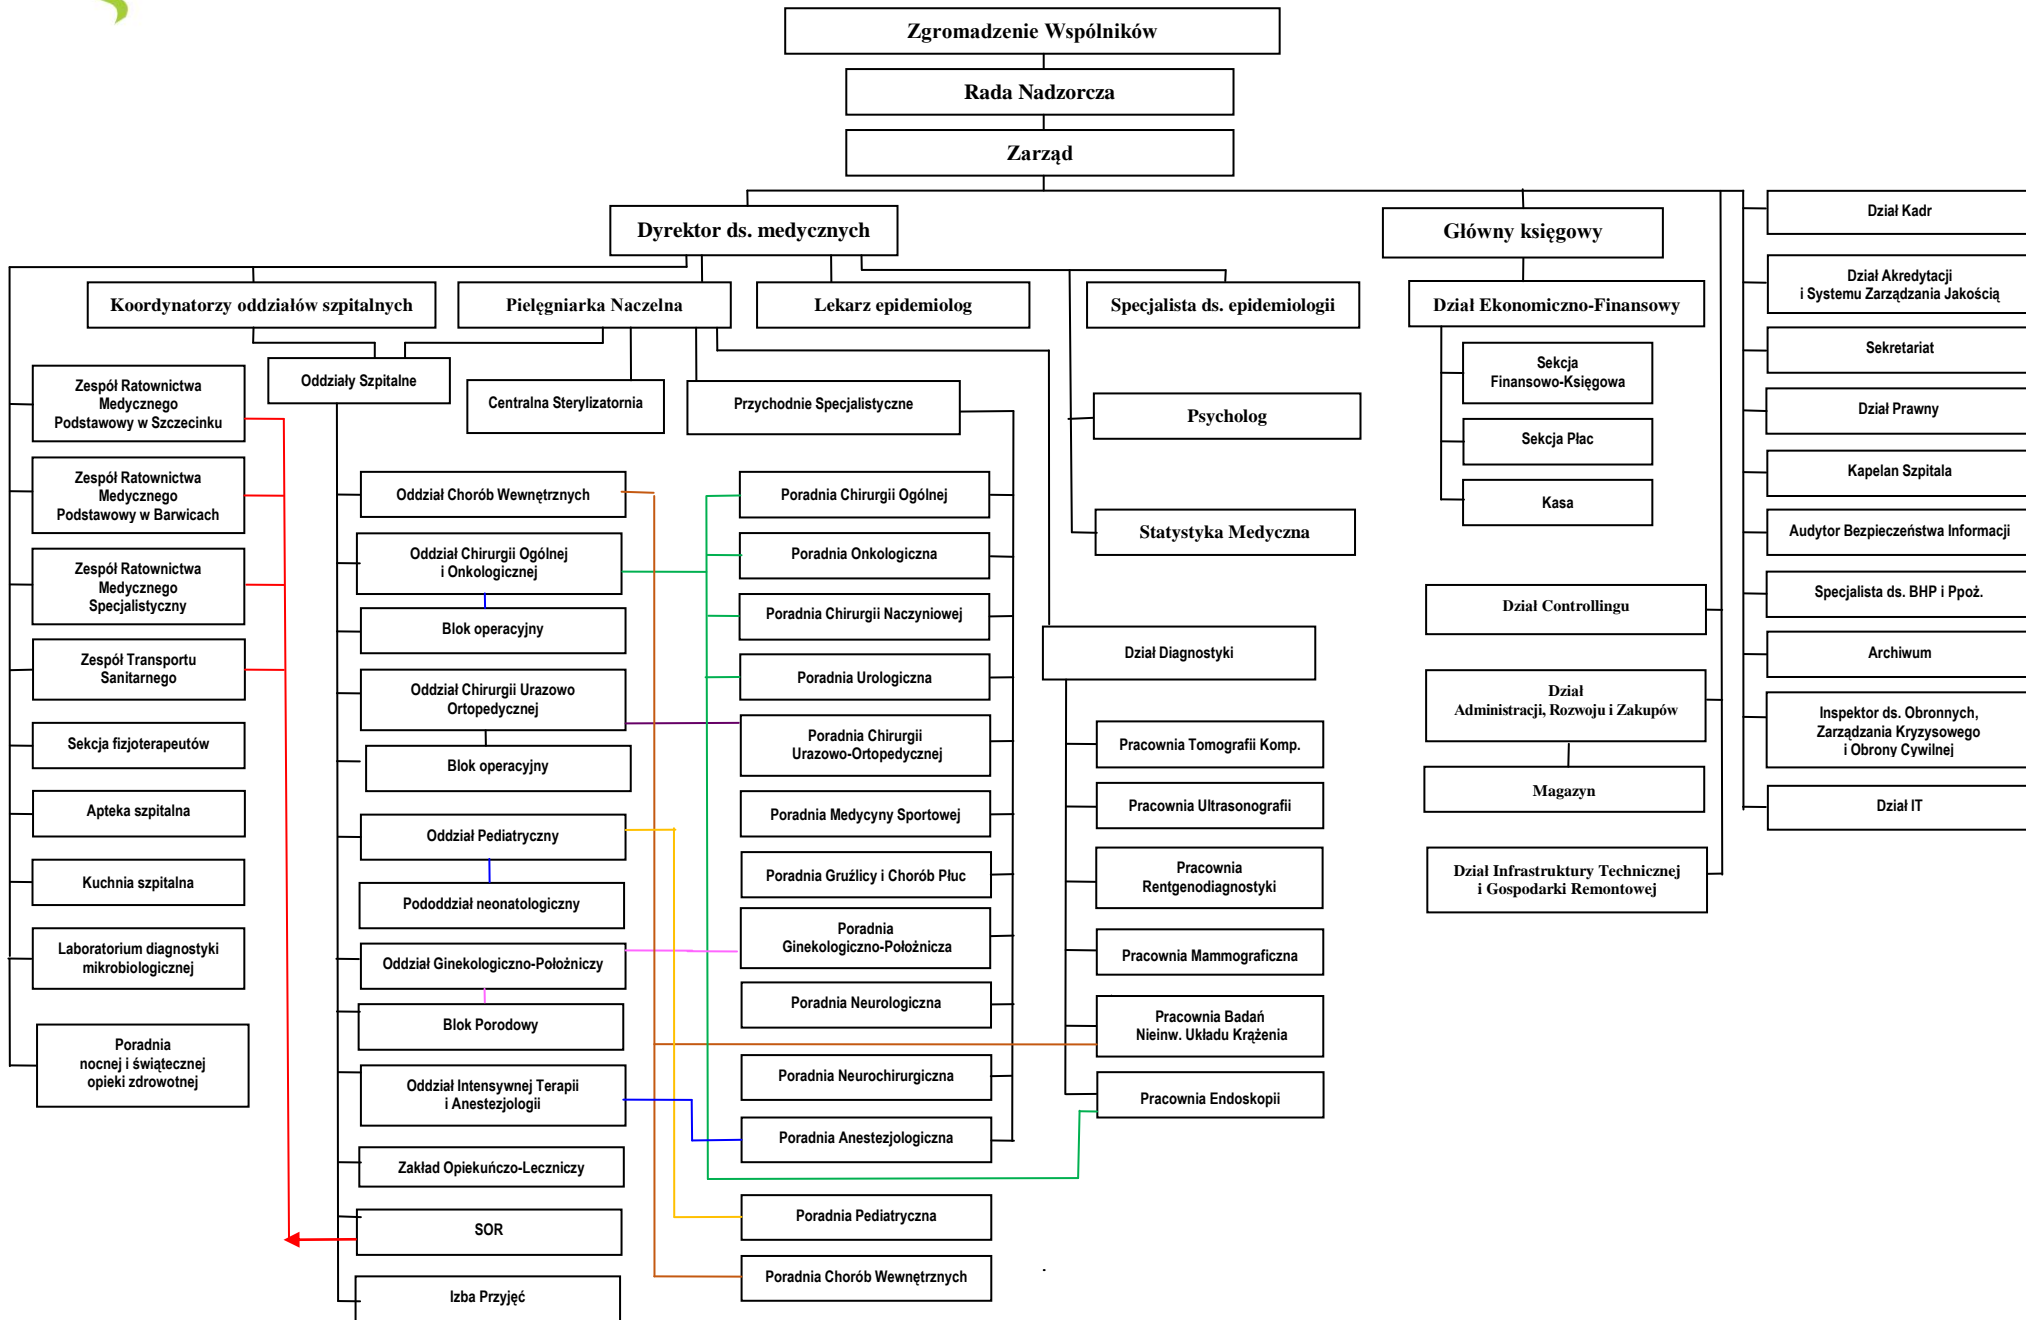 Zgromadzenie Wspólników
Rada Nadzorcza
Zarząd
Dyrektor ds. medycznych
Główny księgowy
Koordynatorzy oddziałów szpitalnych
Pielęgniarka Naczelna
Lekarz epidemiolog
Specjalista ds. epidemiologii
Dział Ekonomiczno-Finansowy
Zespół Ratownictwa
Medycznego
Podstawowy w Szczecinku
Zespół Ratownictwa
Medycznego
Podstawowy w Barwicach
Zespół Ratownictwa
Medycznego
Specjalistyczny
Zespół Transportu
Sanitarnego
Sekcja fizjoterapeutów
Apteka szpitalna
Kuchnia szpitalna
Laboratorium diagnostyki
mikrobiologicznej
Poradnia
nocnej i świątecznej
opieki zdrowotnej
Oddziały Szpitalne
Centralna Sterylizatornia
Przychodnie Specjalistyczne
Oddział Chorób Wewnętrznych
Oddział Chirurgii Ogólnej
i Onkologicznej
Blok operacyjny
Oddział Chirurgii Urazowo
Ortopedycznej
Blok operacyjny
Oddział Pediatryczny
Pododdział neonatologiczny
Oddział Ginekologiczno-Położniczy
Blok Porodowy
Oddział Intensywnej Terapii
i Anestezjologii
Zakład Opiekuńczo-Leczniczy
SOR
Izba Przyjęć
Poradnia Chirurgii Ogólnej
Poradnia Onkologiczna
Poradnia Chirurgii Naczyniowej
Poradnia Urologiczna
Poradnia Chirurgii
Urazowo-Ortopedycznej
Poradnia Medycyny Sportowej
Poradnia Gruźlicy i Chorób Płuc
Poradnia
Ginekologiczno-Położnicza
Poradnia Neurologiczna
Poradnia Neurochirurgiczna
Poradnia Anestezjologiczna
Poradnia Pediatryczna
Poradnia Chorób Wewnętrznych
Psycholog
Statystyka Medyczna
Dział Diagnostyki
Pracownia Tomografii Komp.
Pracownia Ultrasonografii
Pracownia
Rentgenodiagnostyki
Pracownia Mammograficzna
Pracownia Badań
Nieinw. Układu Krążenia
Pracownia Endoskopii
Sekcja
Finansowo-Księgowa
Sekcja Płac
Kasa
Dział Controllingu
Dział
Administracji, Rozwoju i Zakupów
Magazyn
Dział Infrastruktury Technicznej
i Gospodarki Remontowej
Dział Kadr
Dział Akredytacji
i Systemu Zarządzania Jakością
Sekretariat
Dział Prawny
Kapelan Szpitala
Audytor Bezpieczeństwa Informacji
Specjalista ds. BHP i Ppoż.
Archiwum
Inspektor ds. Obronnych,
Zarządzania Kryzysowego
i Obrony Cywilnej
Dział IT